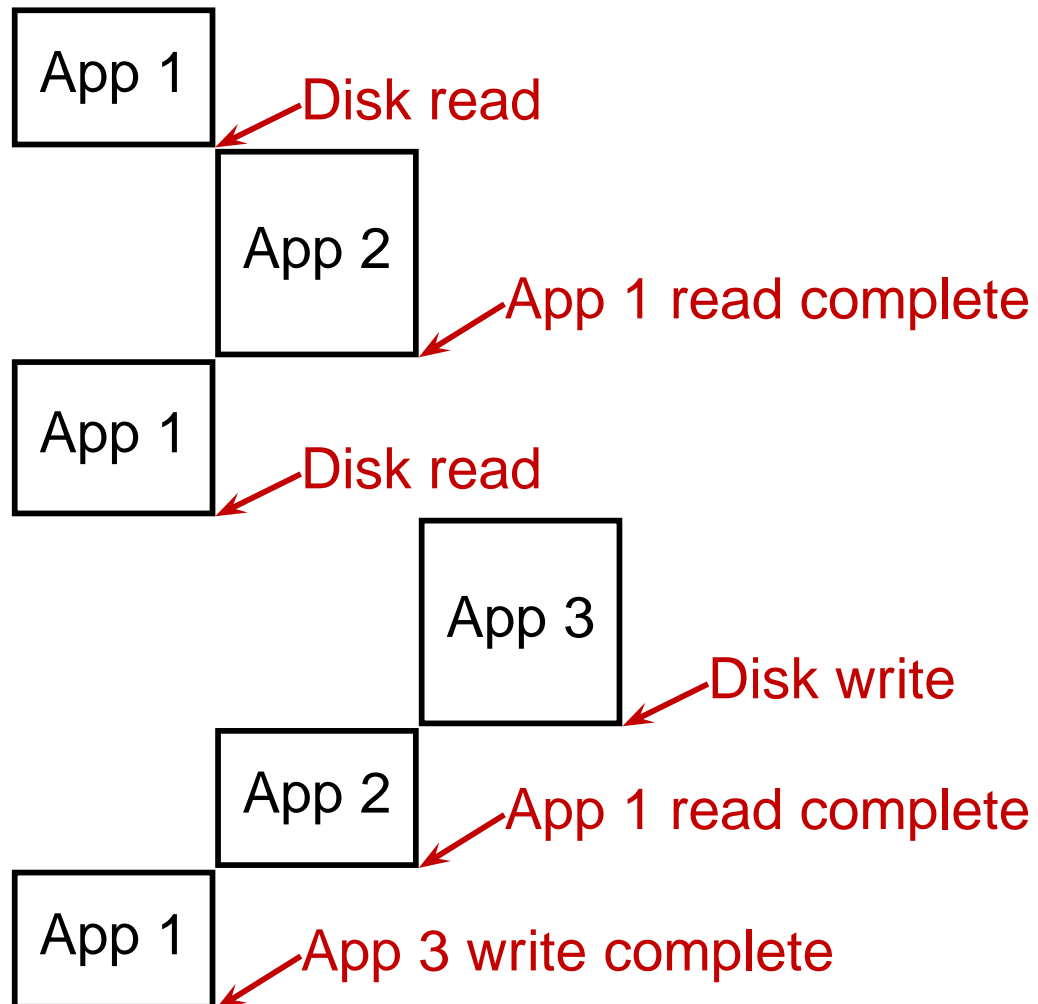 App 1
Disk read
App 2
App 1 read complete
App 1
Disk read
App 3
Disk write
App 2
App 1 read complete
App 1
App 3 write complete